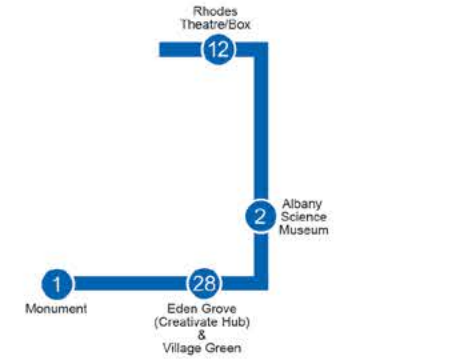 Rhodes
Theatre/Box
12
2
Albany
Science
Museum
1
28
Monument
Eden Grove
(Creativate Hub)
&
Village Green